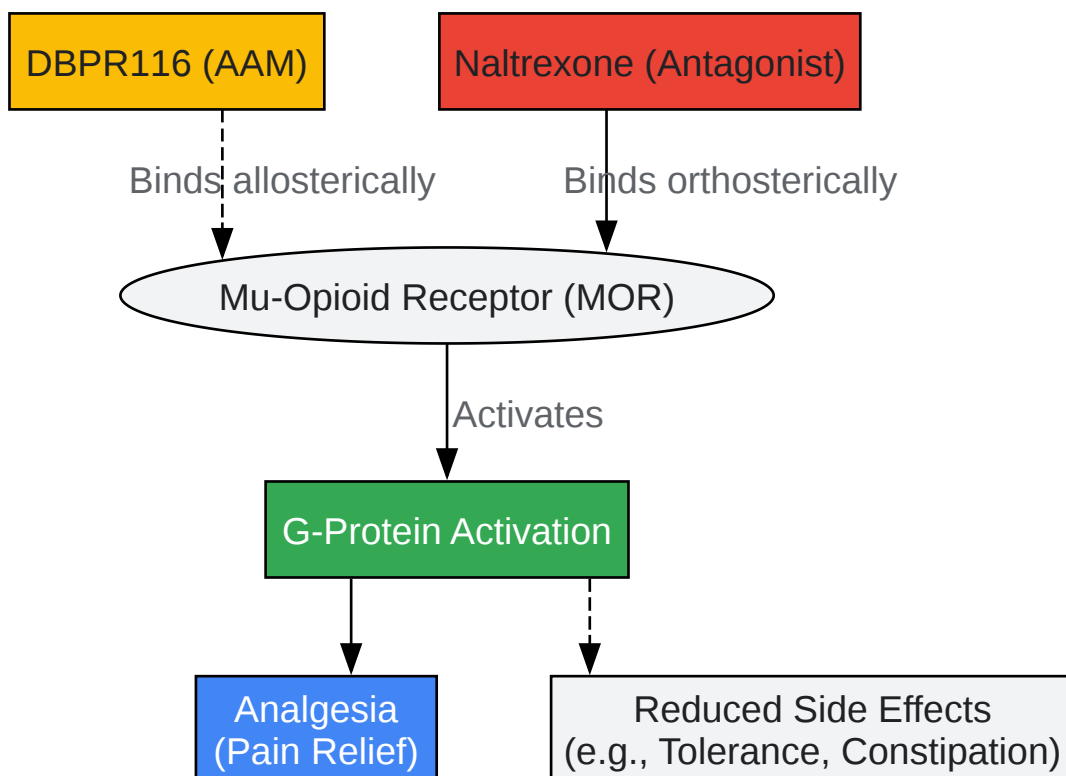 DBPR116 (AAM)
Naltrexone (Antagonist)
Binds allosterically
Binds orthosterically
Mu-Opioid Receptor (MOR)
Activates
G-Protein Activation
Analgesia
(Pain Relief)
Reduced Side Effects
(e.g., Tolerance, Constipation)